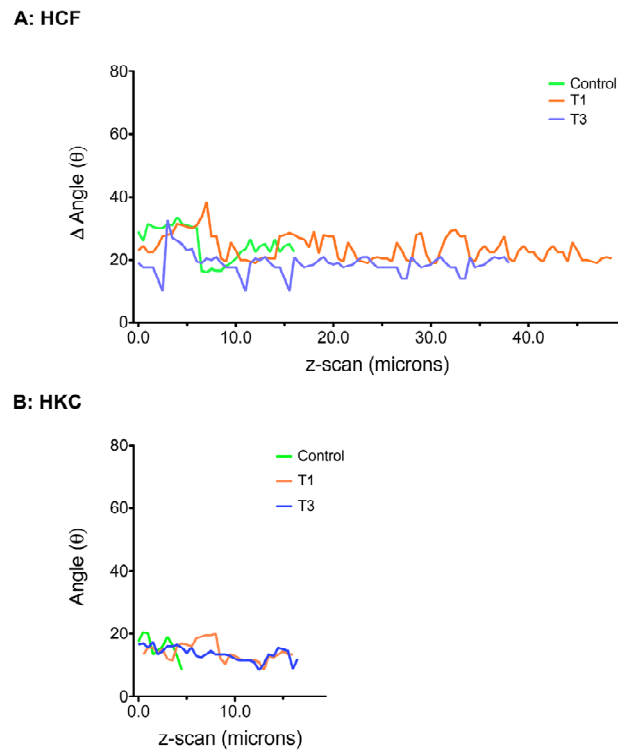 A: HCF
80
60
40
20
0
Δ Angle (θ)
Control
T1
T3
0.0 10.0 20.0 30.0 40.0
z-scan (microns)
B: HKC
80
60
40
20
0
Angle (θ)
Control
T1
T3
0.0 10.0
z-scan (microns)